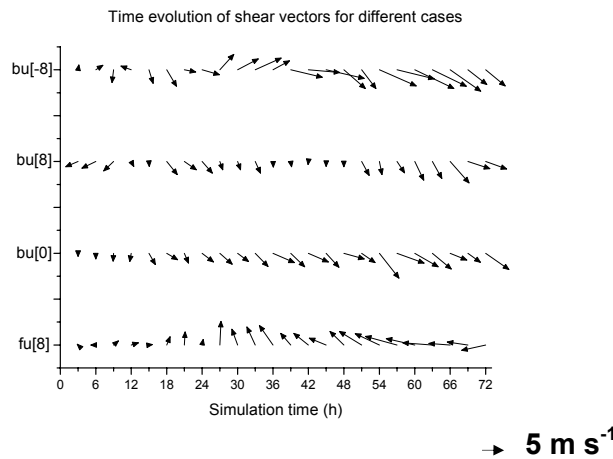 Time evolution of shear vectors for different cases
bu[-8]
bu[8]
bu[0]
fu[8]
0 6 12 18 24 30 36 42 48 54 60 66 72
Simulation time (h)
5 m s⁻¹